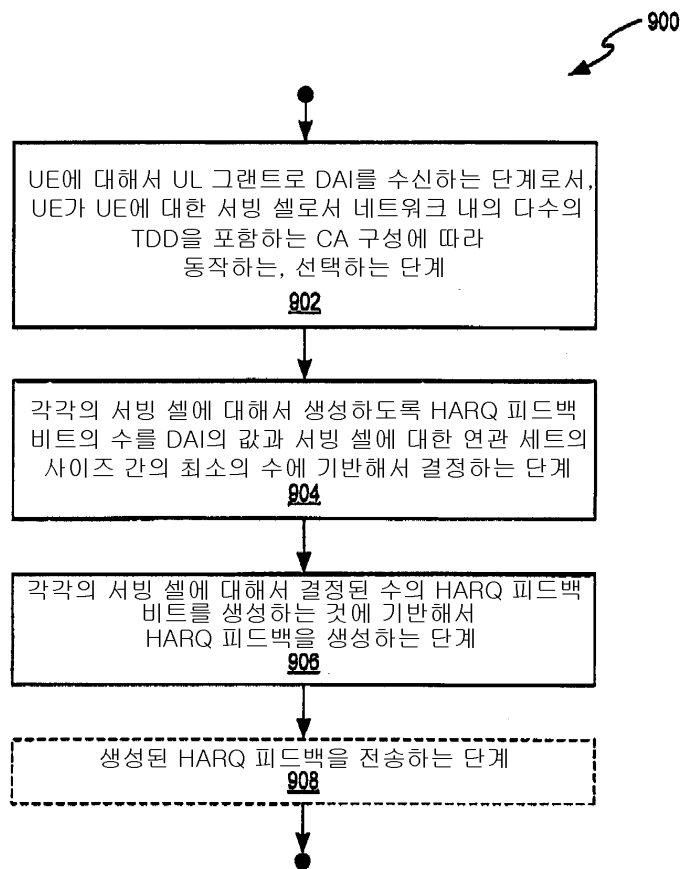 900
UE에 대해서 UL 그랜트로 DAI를 수신하는 단계로서,
UE가 UE에 대한 서빙 셀로서 네트워크 내의 다수의
TDD을 포함하는 CA 구성에 따라
동작하는, 선택하는 단계
902
각각의 서빙 셀에 대해서 생성하도록 HARQ 피드백
비트의 수를 DAI의 값과 서빙 셀에 대한 연관 세트의
사이즈 간의 최소의 수에 기반해서 결정하는 단계
904
각각의 서빙 셀에 대해서 결정된 수의 HARQ 피드백
비트를 생성하는 것에 기반해서
HARQ 피드백을 생성하는 단계
906
생성된 HARQ 피드백을 전송하는 단계
908